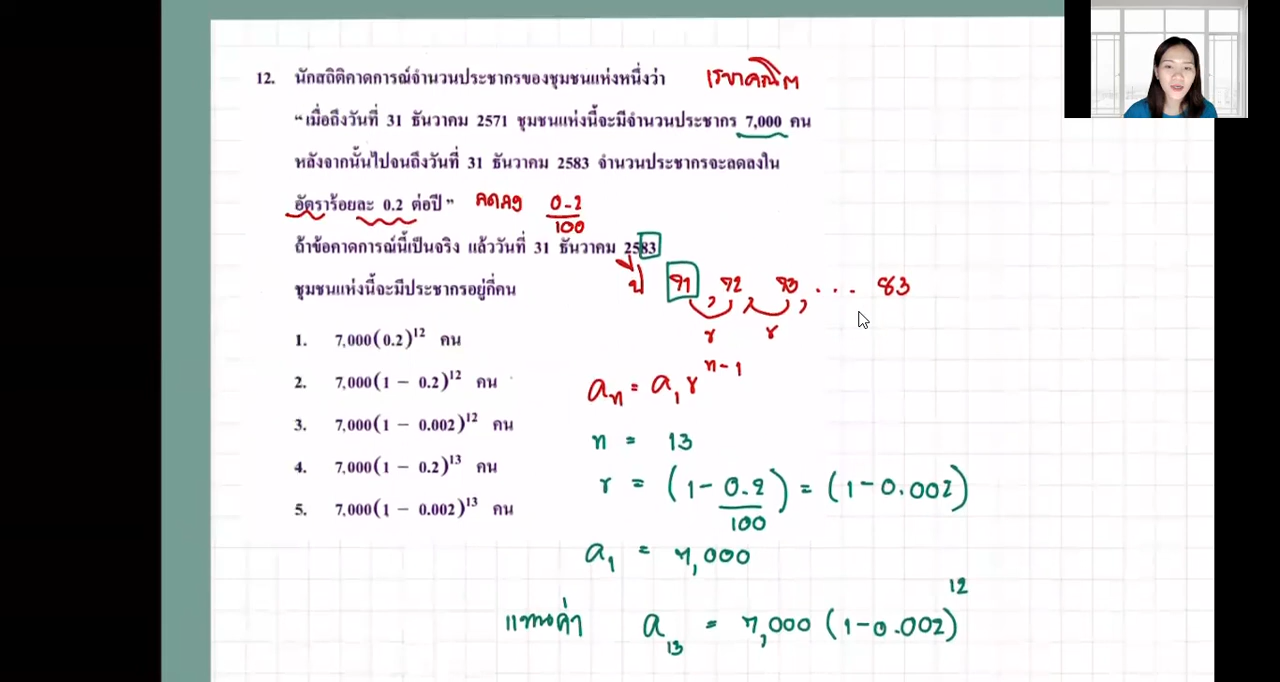 12. นักสถิติคาดการณ์จำนวนประชากรของชุมชนแห่งหนึ่งว่า เรขาคณิต
“เมื่อถึงวันที่ 31 ธันวาคม 2571 ชุมชนแห่งนี้จะมีจำนวนประชากร 7,000 คน
หลังจากนั้นไปจนถึงวันที่ 31 ธันวาคม 2583 จำนวนประชากรจะลดลงใน
อัตราร้อยละ 0.2 ต่อปี” ลดลง 0.2/100
ถ้าข้อคาดการณ์นี้เป็นจริง แล้ววันที่ 31 ธันวาคม 2583
ปี 71, 72, 73, ... 83
ชุมชนแห่งนี้จะมีประชากรอยู่กี่คน
r r
1. 7,000(0.2)^12 คน
2. 7,000(1 − 0.2)^12 คน
aₙ = a₁ r^(n-1)
3. 7,000(1 − 0.002)^12 คน
n = 13
4. 7,000(1 − 0.2)^13 คน
r = (1 - 0.2/100) = (1 - 0.002)
5. 7,000(1 − 0.002)^13 คน
a₁ = 7,000
แทนค่า a₁₃ = 7,000 (1-0.002)^12